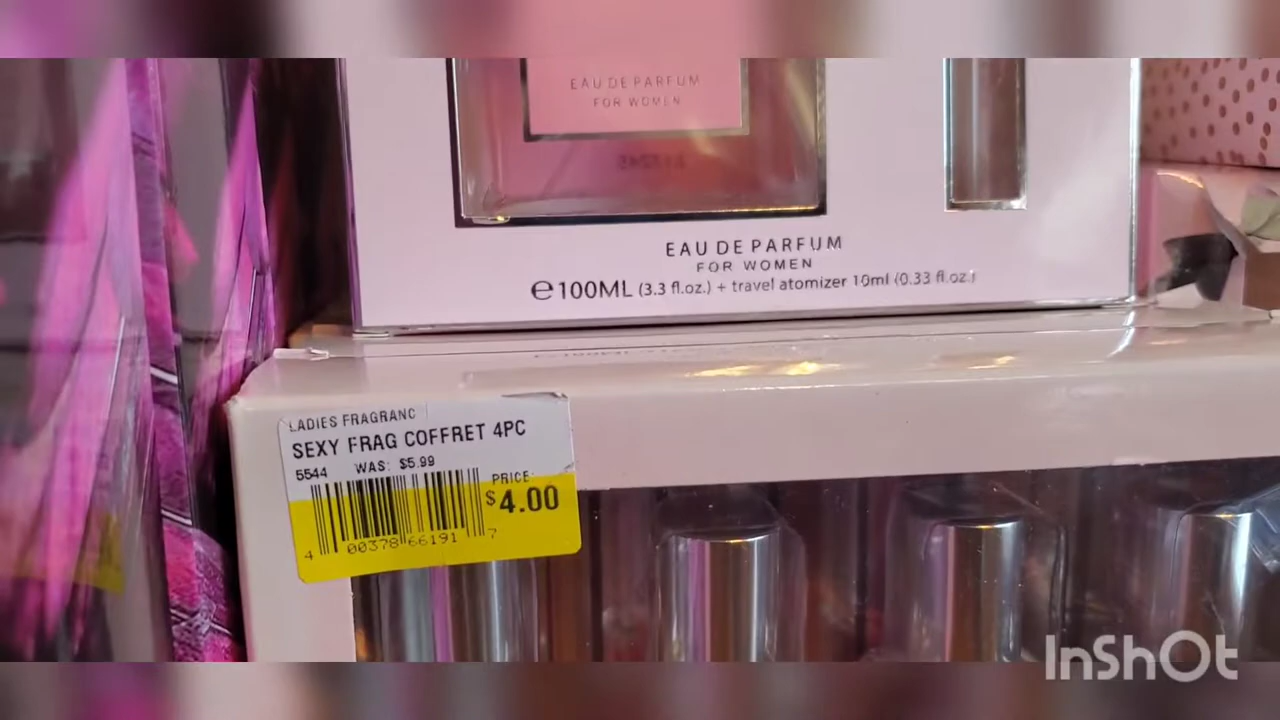 EAU DE PARFUM
FOR WOMEN
EAU DE PARFUM
FOR WOMEN
e100ML (3.3 fl.oz.) + travel atomizer 10ml (0.33 fl.oz.)
LADIES FRAGRANC
SEXY FRAG COFFRET 4PC
5544 WAS: $5.99
PRICE:
$4.00
4 00378 66191 7
InShOt